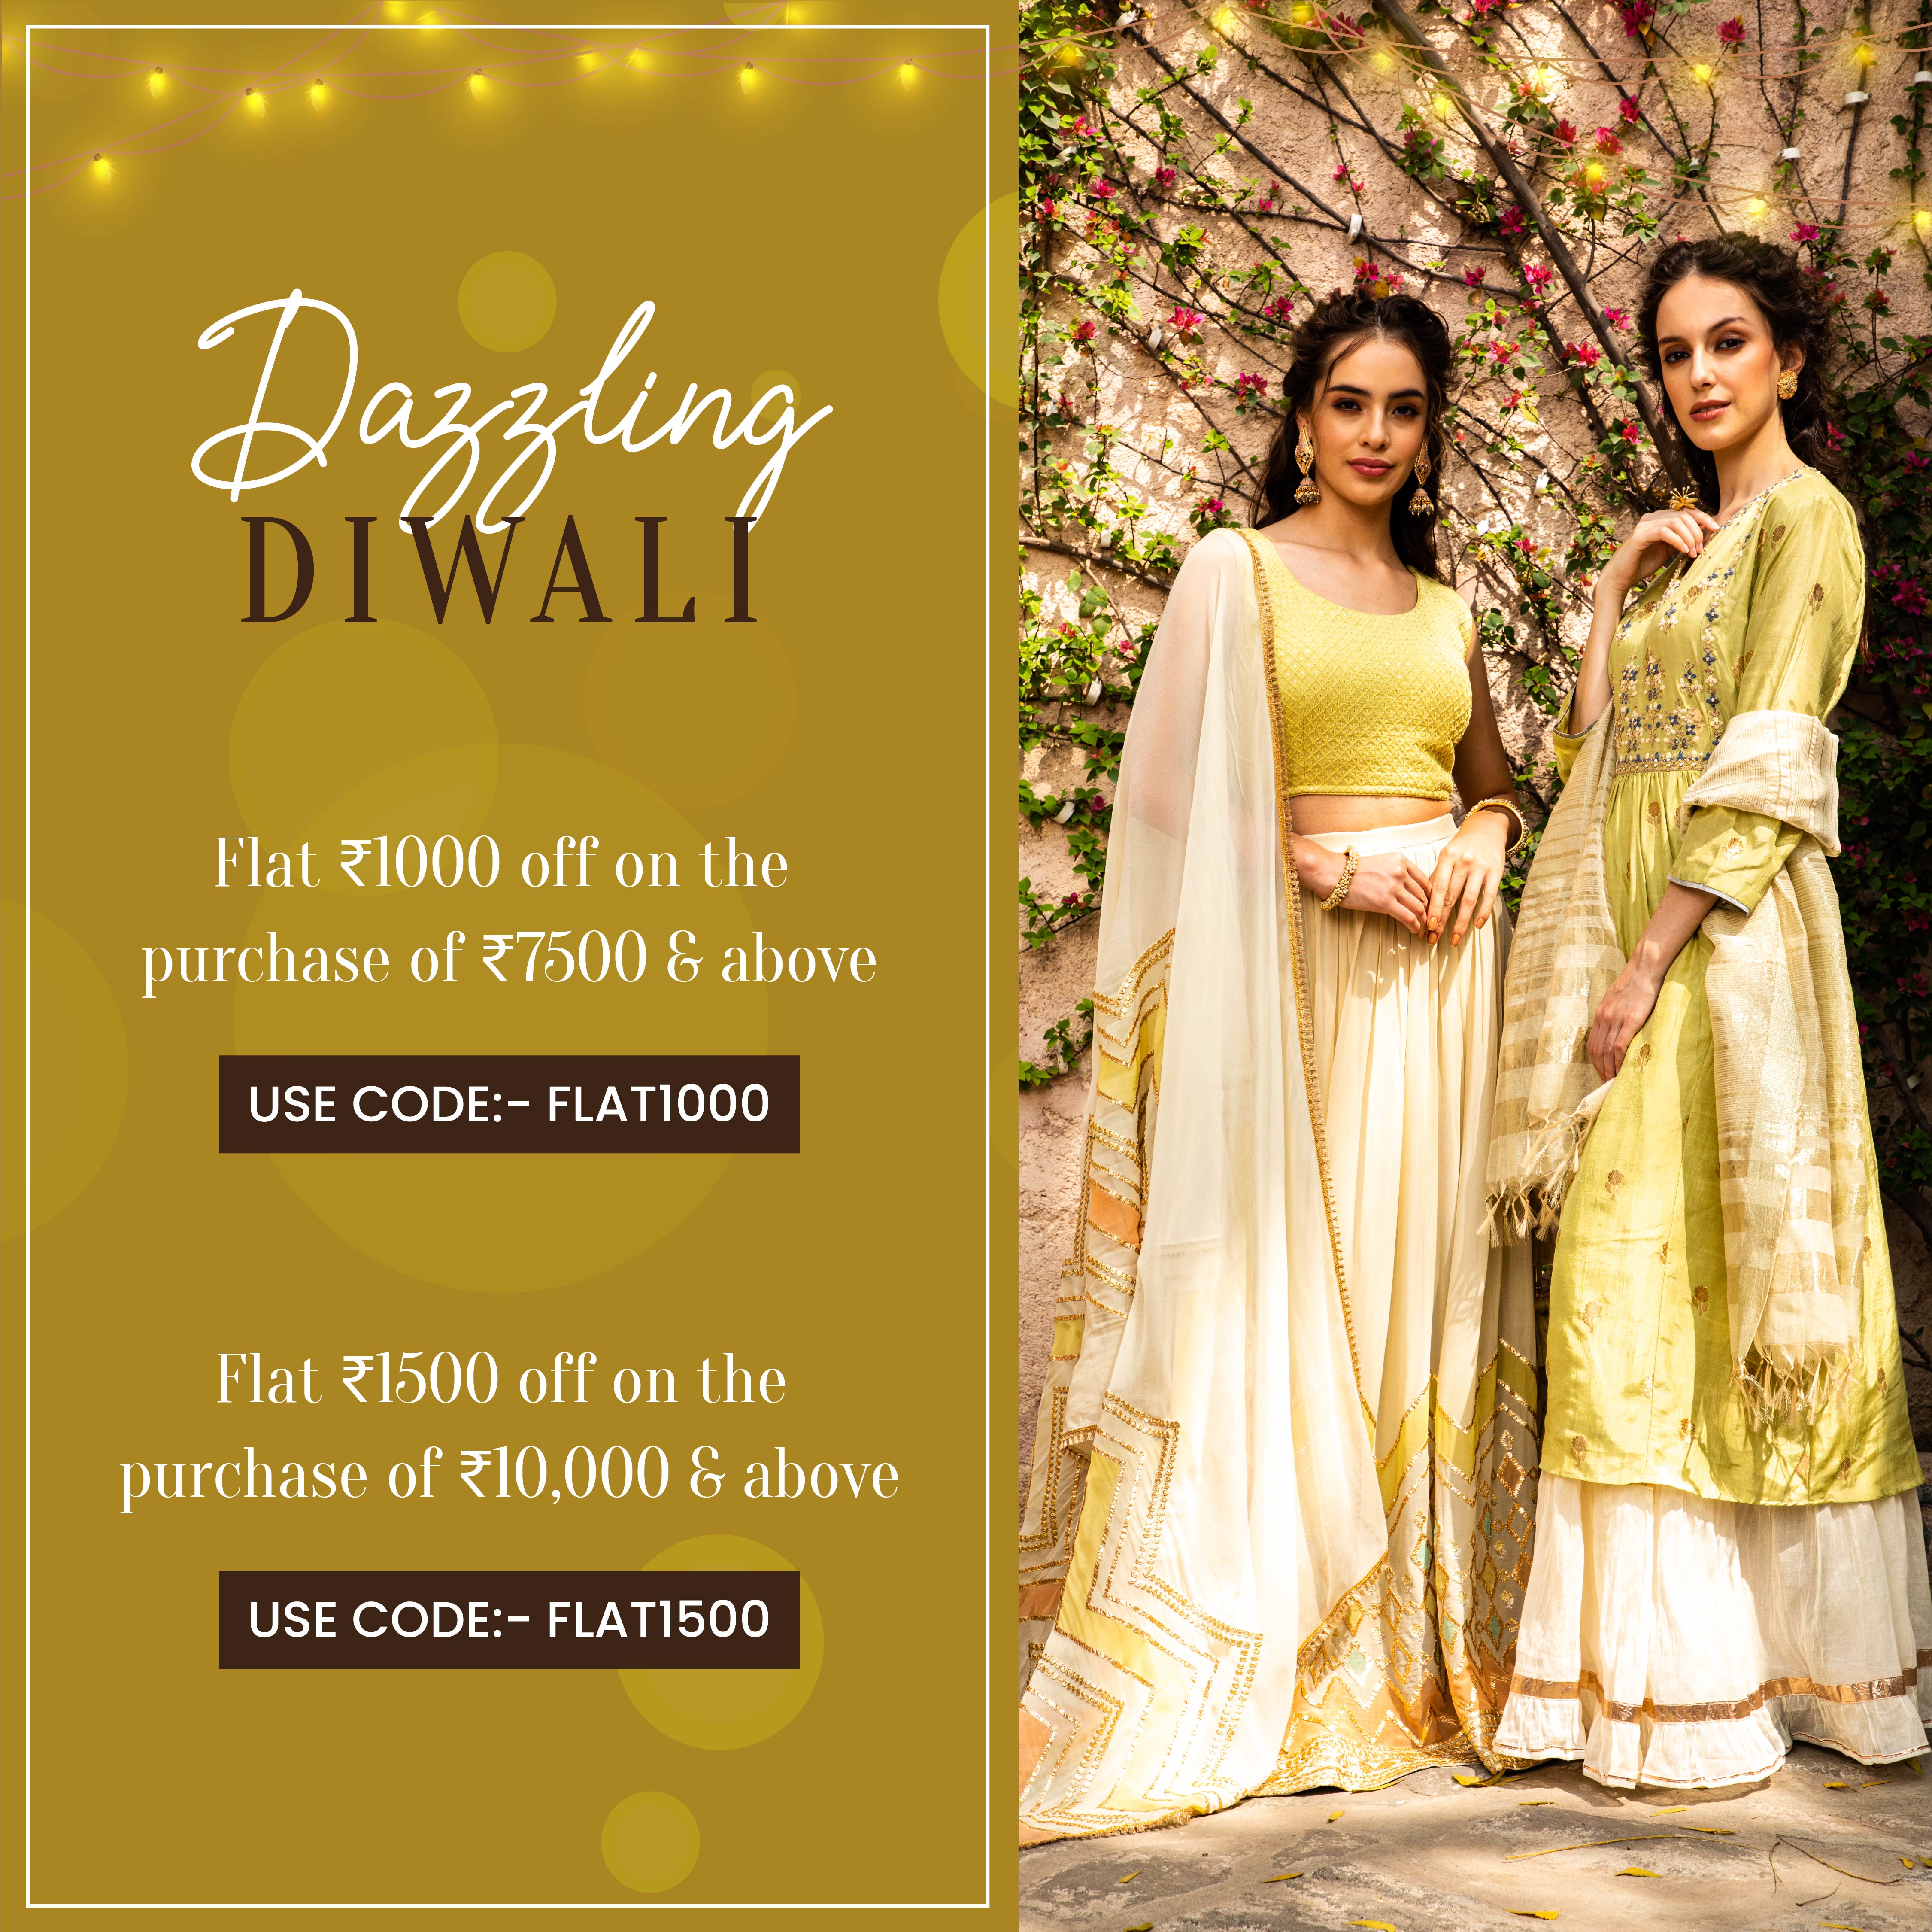 Dazzling
DIWALI
Flat ₹1000 off on the
purchase of ₹7500 & above
USE CODE:- FLAT1000
Flat ₹1500 off on the
purchase of ₹10,000 & above
USE CODE:- FLAT1500